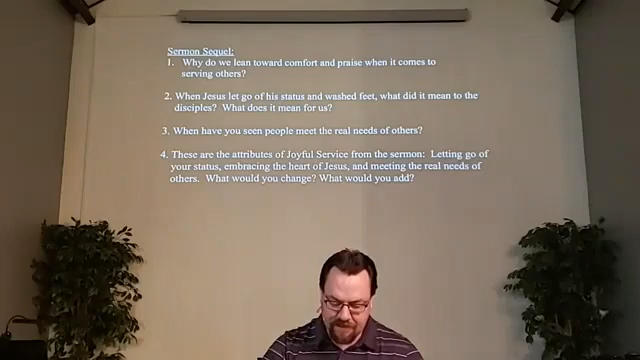 Sermon Sequel:
1. Why do we lean toward comfort and praise when it comes to
serving others?
2. When Jesus let go of his status and washed feet, what did it mean to the
disciples? What does it mean for us?
3. When have you seen people meet the real needs of others?
4. These are the attributes of Joyful Service from the sermon: Letting go of
your status, embracing the heart of Jesus, and meeting the real needs of
others. What would you change? What would you add?